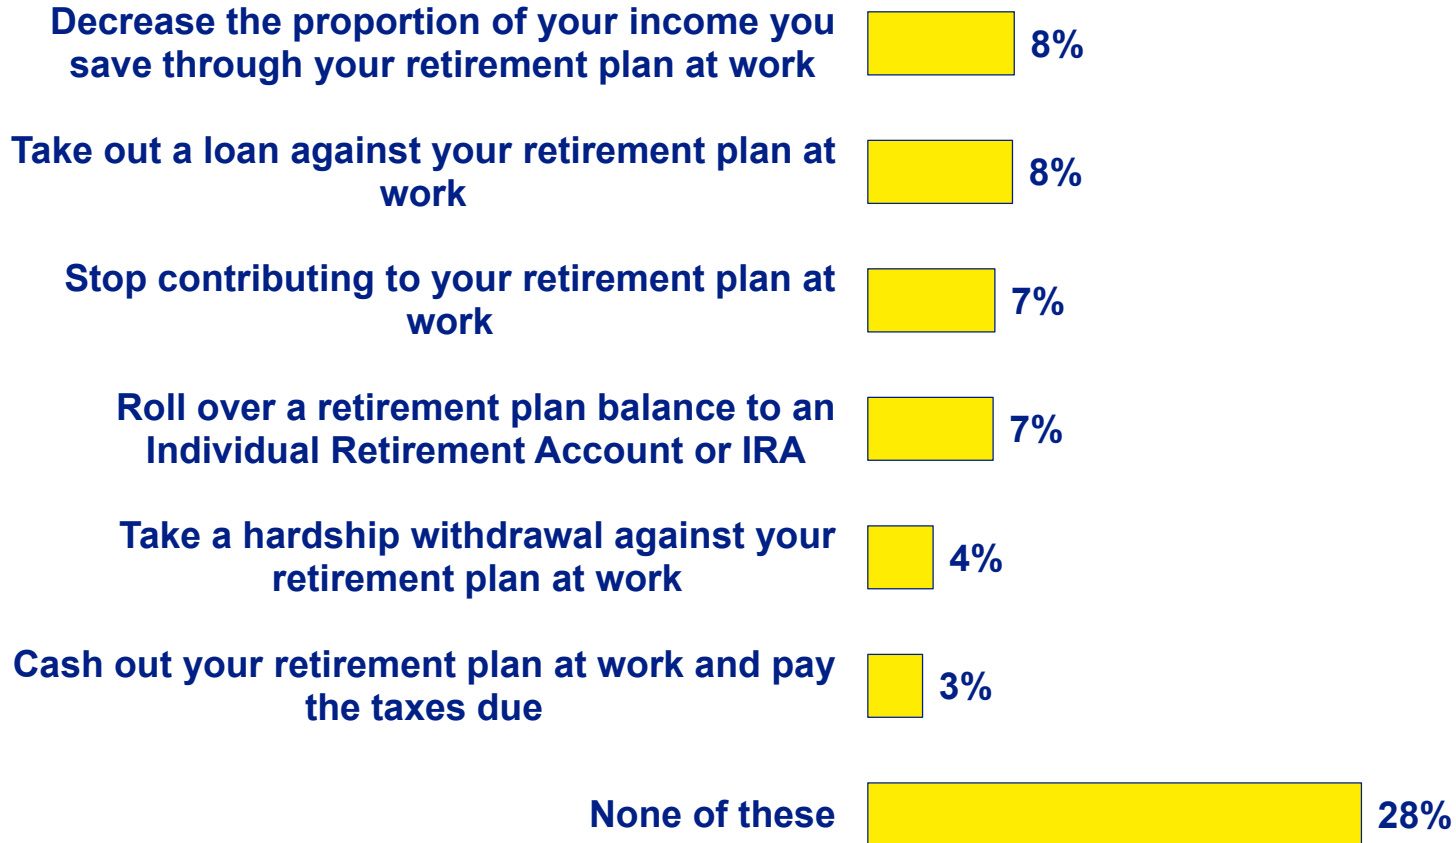 Decrease the proportion of your income you
save through your retirement plan at work
8%
Take out a loan against your retirement plan at
work
8%
Stop contributing to your retirement plan at
work
7%
Roll over a retirement plan balance to an
Individual Retirement Account or IRA
7%
Take a hardship withdrawal against your
retirement plan at work
4%
Cash out your retirement plan at work and pay
the taxes due
3%
None of these
28%